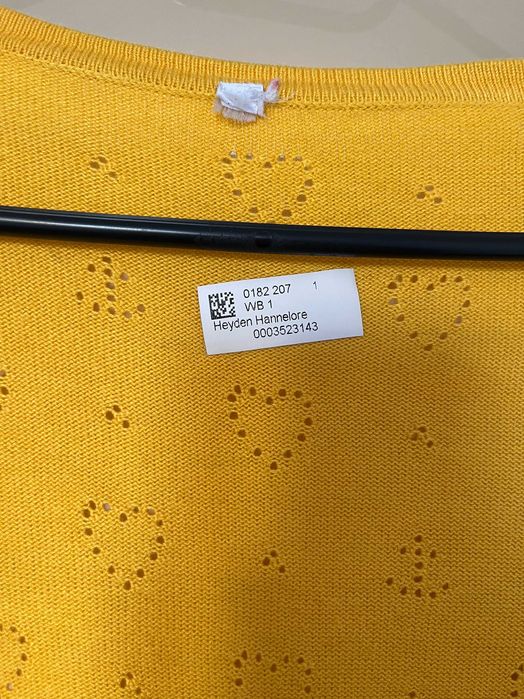 0182 207 1
WB 1
Heyden Hannelore
0003523143